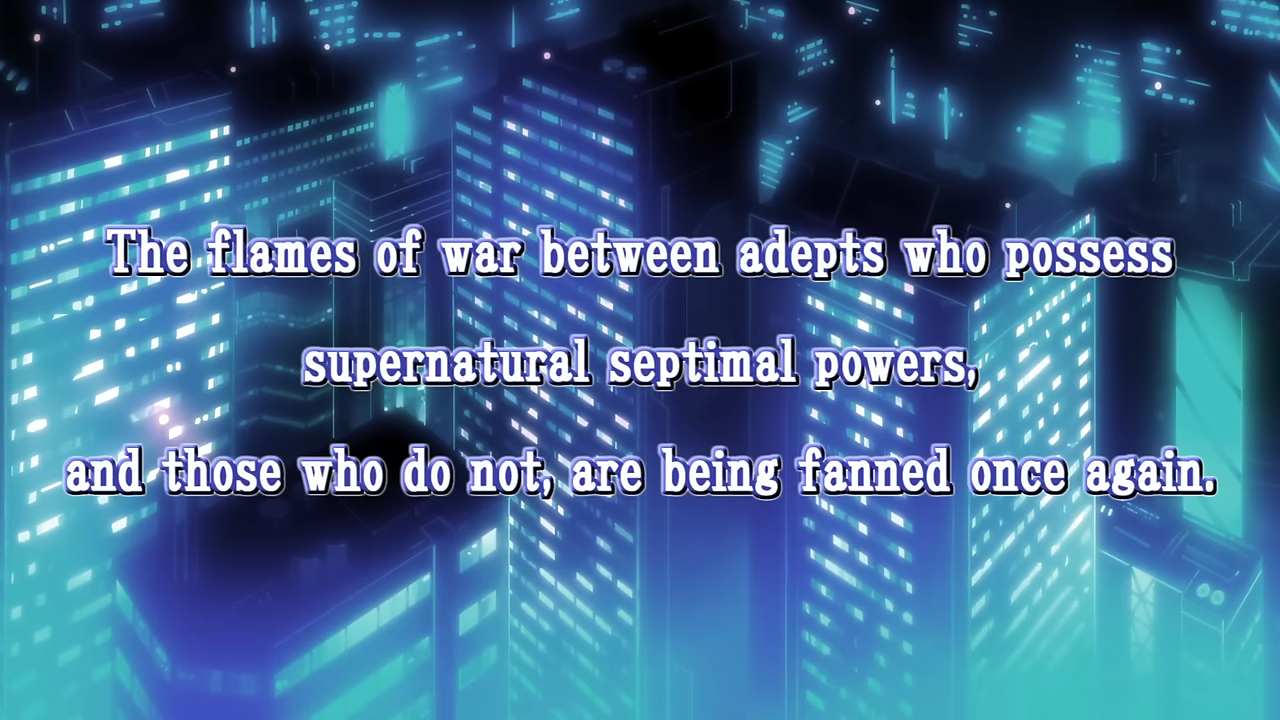 The flames of war between adepts who possess
supernatural septimal powers,
and those who do not, are being fanned once again.